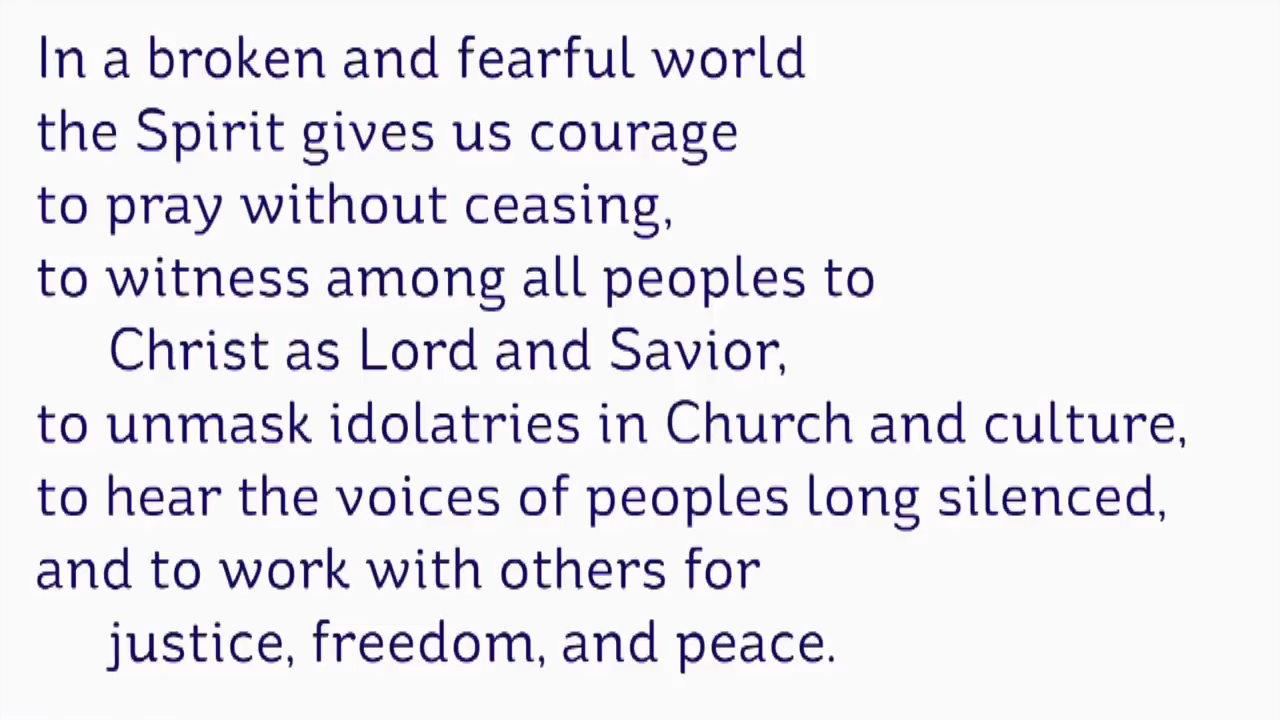 In a broken and fearful world
the Spirit gives us courage
to pray without ceasing,
to witness among all peoples to
Christ as Lord and Savior,
to unmask idolatries in Church and culture,
to hear the voices of peoples long silenced,
and to work with others for
justice, freedom, and peace.